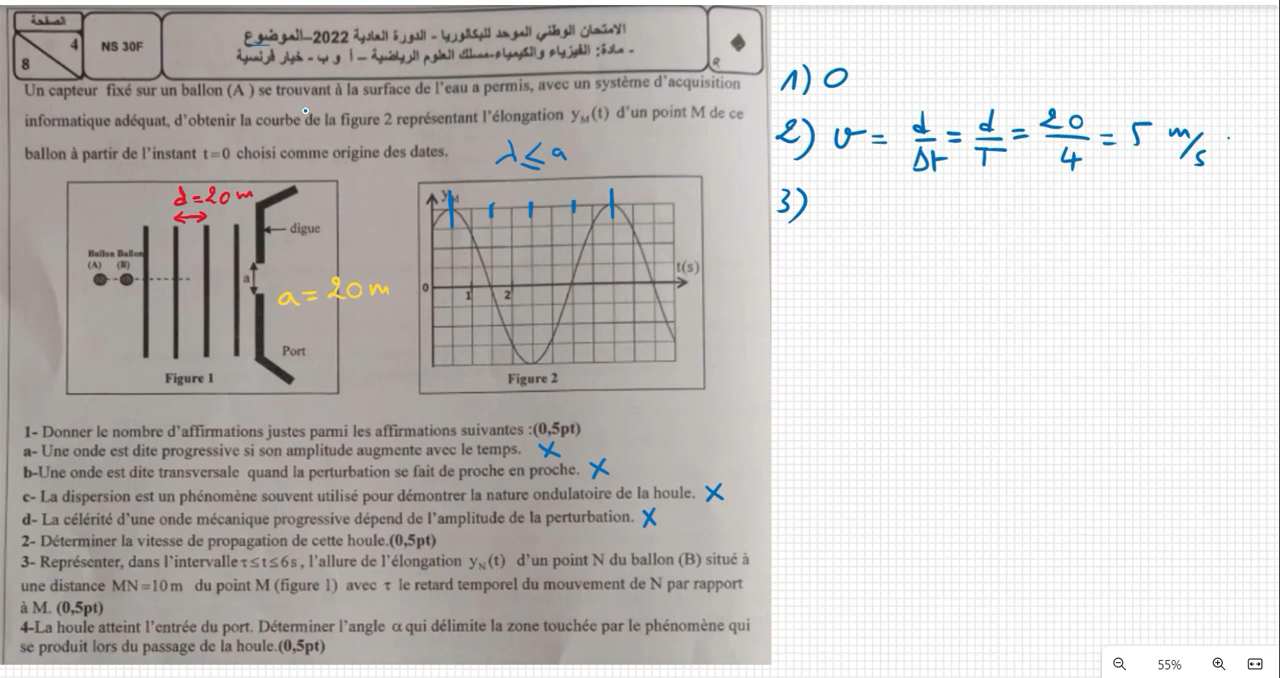 الصفحة
4
8
NS 30F
الامتحان الوطني الموحد للبكالوريا - الدورة العادية 2022 – الموضوع
- مادة: الفيزياء والكيمياء- مسلك العلوم الرياضية – أ و ب - خيار فرنسية
Un capteur fixé sur un ballon (A ) se trouvant à la surface de l'eau a permis, avec un système d'acquisition
informatique adéquat, d'obtenir la courbe de la figure 2 représentant l'élongation yM(t) d'un point M de ce
ballon à partir de l'instant t=0 choisi comme origine des dates.
λ ≤ a
d=20m
digue
Ballon Ballon
(A) (B)
a
a=20m
Port
Figure 1
yM
t(s)
0
1
2
Figure 2
1- Donner le nombre d'affirmations justes parmi les affirmations suivantes :(0,5pt)
a- Une onde est dite progressive si son amplitude augmente avec le temps. X
b-Une onde est dite transversale quand la perturbation se fait de proche en proche. X
c- La dispersion est un phénomène souvent utilisé pour démontrer la nature ondulatoire de la houle. X
d- La célérité d'une onde mécanique progressive dépend de l'amplitude de la perturbation. X
2- Déterminer la vitesse de propagation de cette houle.(0,5pt)
3- Représenter, dans l'intervalle τ≤t≤6s, l'allure de l'élongation yN(t) d'un point N du ballon (B) situé à
une distance MN=10m du point M (figure 1) avec τ le retard temporel du mouvement de N par rapport
à M. (0,5pt)
4-La houle atteint l'entrée du port. Déterminer l'angle α qui délimite la zone touchée par le phénomène qui
se produit lors du passage de la houle.(0,5pt)
1) 0
2) v = d/Δt = d/T = 20/4 = 5 m/s
3)
55%